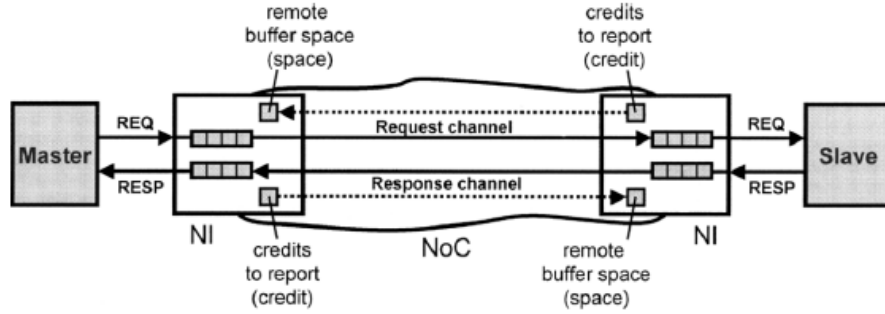 remote
buffer space
(space)
credits
to report
(credit)
REQ
Request channel
REQ
Master
Slave
RESP
Response channel
RESP
NI
credits
to report
(credit)
NoC
remote
buffer space
(space)
NI